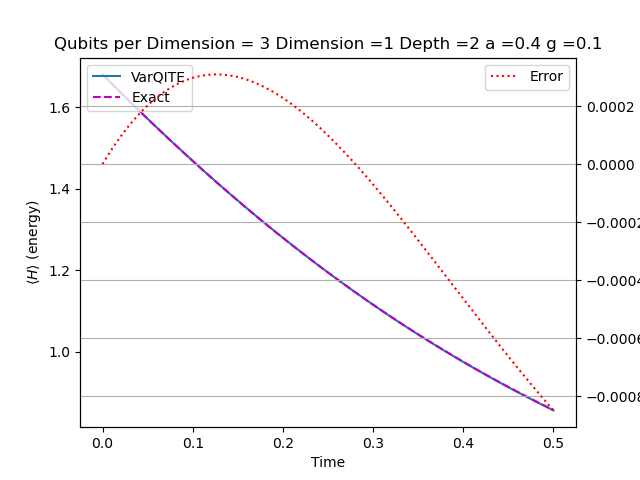 Qubits per Dimension = 3 Dimension =1 Depth =2 a =0.4 g =0.1
VarQITE
Exact
Error
1.6
1.4
1.2
1.0
⟨H⟩ (energy)
0.0002
0.0000
−0.0002
−0.0004
−0.0006
−0.0008
0.0 0.1 0.2 0.3 0.4 0.5
Time